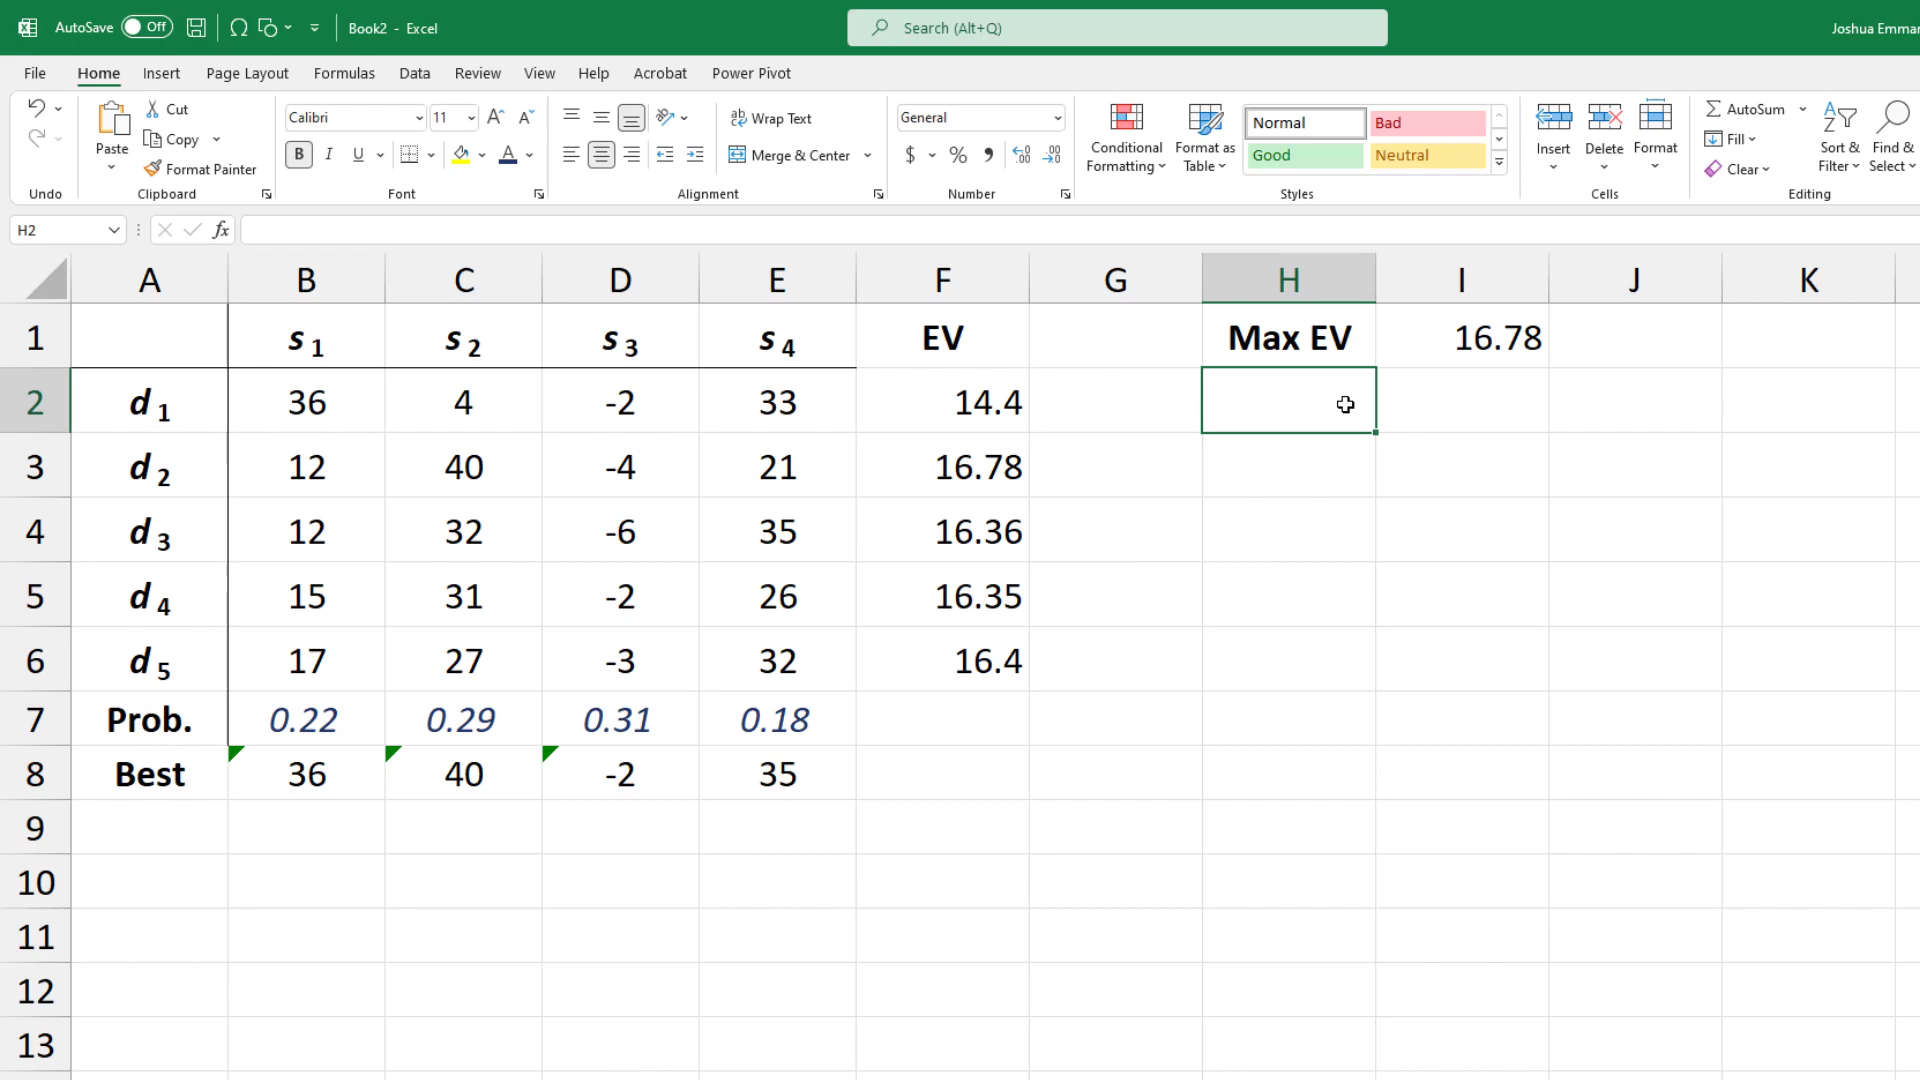 AutoSave Off Book2 - Excel Search (Alt+Q) Joshua Emmar
File Home Insert Page Layout Formulas Data Review View Help Acrobat Power Pivot
Cut
Copy
Paste
Format Painter
Undo Clipboard
Calibri 11
B I U
Font
Wrap Text
Merge & Center
Alignment
General
$ %
Number
Conditional Formatting
Format as Table
Normal Bad
Good Neutral
Styles
Insert Delete Format
Cells
AutoSum
Fill
Clear
Sort & Filter
Find & Select
Editing
H2 fx
A B C D E F G H I J K
1 s 1 s 2 s 3 s 4 EV Max EV 16.78
2 d 1 36 4 -2 33 14.4
3 d 2 12 40 -4 21 16.78
4 d 3 12 32 -6 35 16.36
5 d 4 15 31 -2 26 16.35
6 d 5 17 27 -3 32 16.4
7 Prob. 0.22 0.29 0.31 0.18
8 Best 36 40 -2 35
9
10
11
12
13